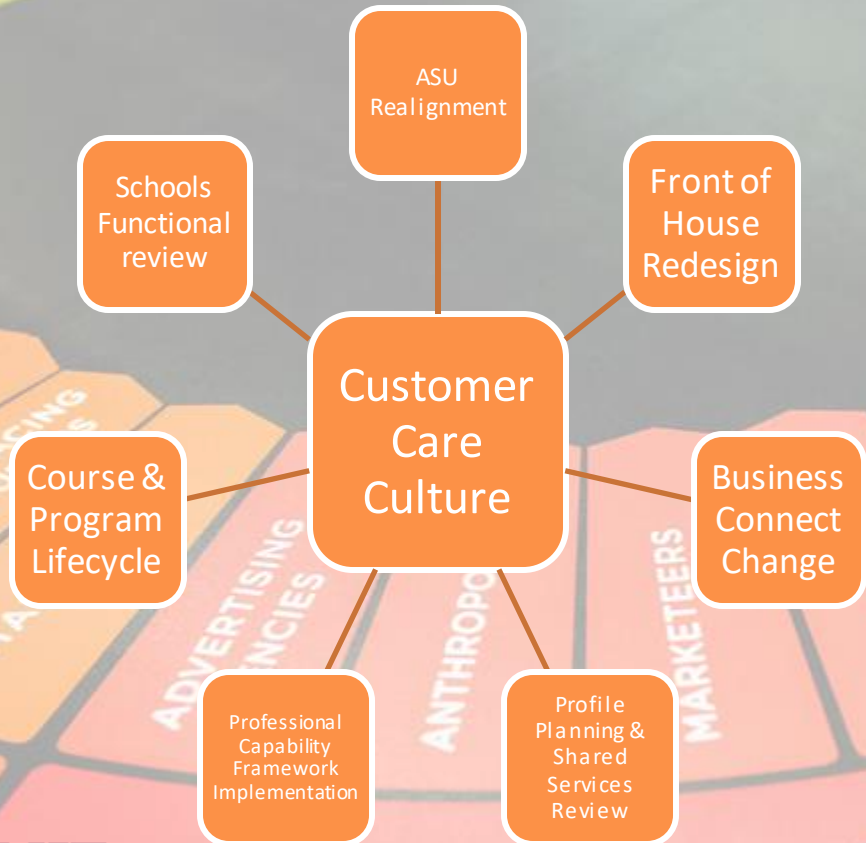 ASU
Realignment
Schools
Functional
review
Front of
House
Redesign
Customer
Care
Culture
Course &
Program
Lifecycle
Business
Connect
Change
ADVERTISING
MARKETEERS
Professional
Capability
Framework
Implementation
Profile
Planning &
Shared
Services
Review